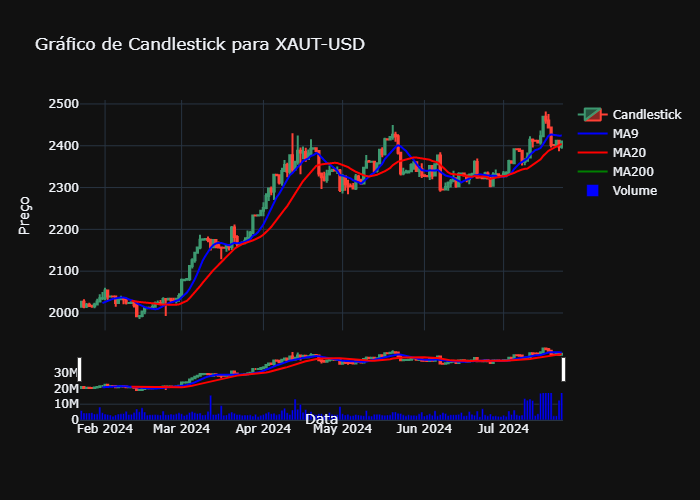 Gráfico de Candlestick para XAUT-USD
Preço
2500
2400
2300
2200
2100
2000
Candlestick
MA9
MA20
MA200
Volume
30M
20M
10M
0
Feb 2024 Mar 2024 Apr 2024 May 2024 Jun 2024 Jul 2024
Data